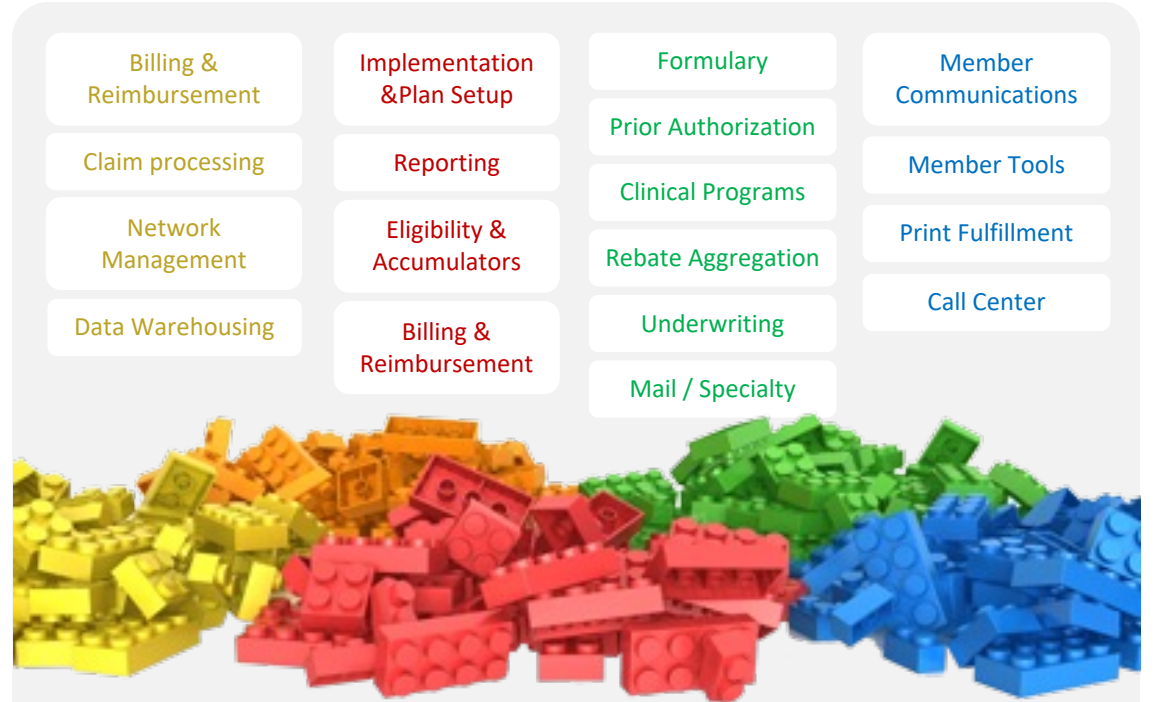 Billing &
Reimbursement
Claim processing
Network
Management
Data Warehousing
Implementation
&Plan Setup
Reporting
Eligibility &
Accumulators
Billing &
Reimbursement
Formulary
Prior Authorization
Clinical Programs
Rebate Aggregation
Underwriting
Mail / Specialty
Member
Communications
Member Tools
Print Fulfillment
Call Center